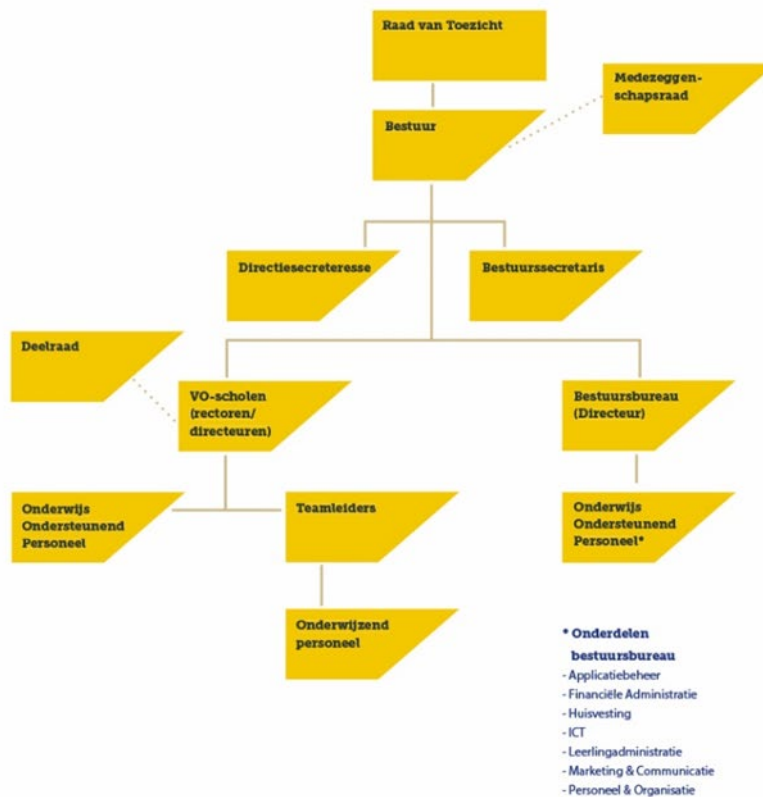 Raad van Toezicht
Medezeggen-
schapsraad
Bestuur
Directiesecreteresse
Bestuurssecretaris
Deelraad
VO-scholen
(rectoren/
directeuren)
Bestuursbureau
(Directeur)
Onderwijs
Ondersteunend
Personeel
Teamleiders
Onderwijs
Ondersteunend
Personeel*
Onderwijzend
personeel
* Onderdelen
bestuursbureau
- Applicatiebeheer
- Financiële Administratie
- Huisvesting
- ICT
- Leerlingadministratie
- Marketing & Communicatie
- Personeel & Organisatie